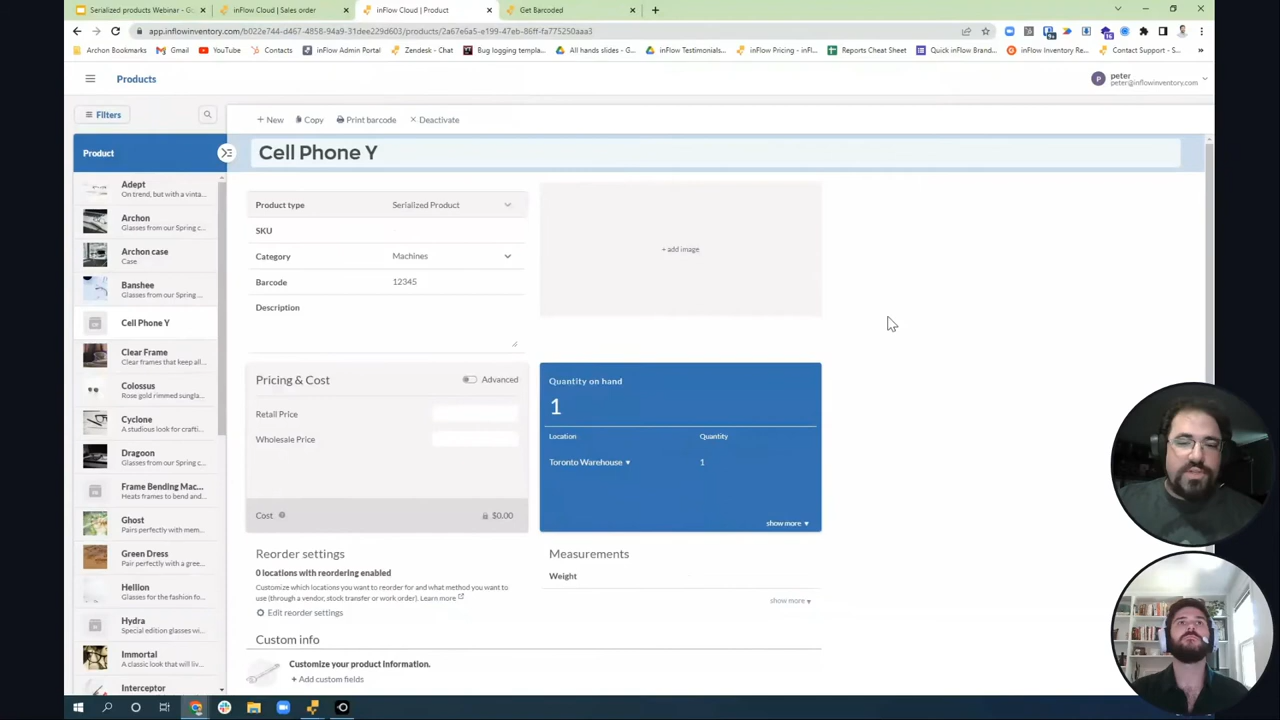 Serialized products Webinar - G
inFlow Cloud | Sales order
inFlow Cloud | Product
Get Barcoded
app.inflowinventory.com/b022e744-d467-4858-94a9-31dee229d603/products/2a67e6a5-e199-47eb-86ff-fa775250aaa3
Archon Bookmarks
Gmail
YouTube
Contacts
inFlow Admin Portal
Zendesk - Chat
Bug logging templa...
All hands slides - G...
inFlow Testimonials...
inFlow Pricing - infl...
Reports Cheat Sheet
Quick inFlow Bran...
inFlow Inventory Re...
Contact Support - S...
Products
peter
peter@inflowinventory.com
Filters
+ New
Copy
Print barcode
Deactivate
Product
Cell Phone Y
Adept
On trend, but with a vinta...
Archon
Glasses from our Spring c...
Archon case
Case
Banshee
Glasses from our Spring ...
Cell Phone Y
Clear Frame
Clear frames that keep all...
Colossus
Rose gold rimmed sungla...
Cyclone
A studious look for crafti...
Dragoon
Glasses from our Spring c...
Frame Bending Mac...
Heats frames to bend and...
Ghost
Pairs perfectly with mem...
Green Dress
Pair perfectly with a gree...
Hellion
Glasses for the fashion fo...
Hydra
Special edition glasses wi...
Immortal
A classic look that will liv...
Interceptor
Product type
Serialized Product
SKU
Category
Machines
Barcode
12345
Description
+ add image
Pricing & Cost
Advanced
Retail Price
Wholesale Price
Cost
$0.00
Quantity on hand
1
Location
Quantity
Toronto Warehouse
1
show more
Reorder settings
0 locations with reordering enabled
Customize which locations you want to reorder for and what method you want to
use (through a vendor, stock transfer or work order). Learn more
Edit reorder settings
Measurements
Weight
show more
Custom info
Customize your product information.
+ Add custom fields